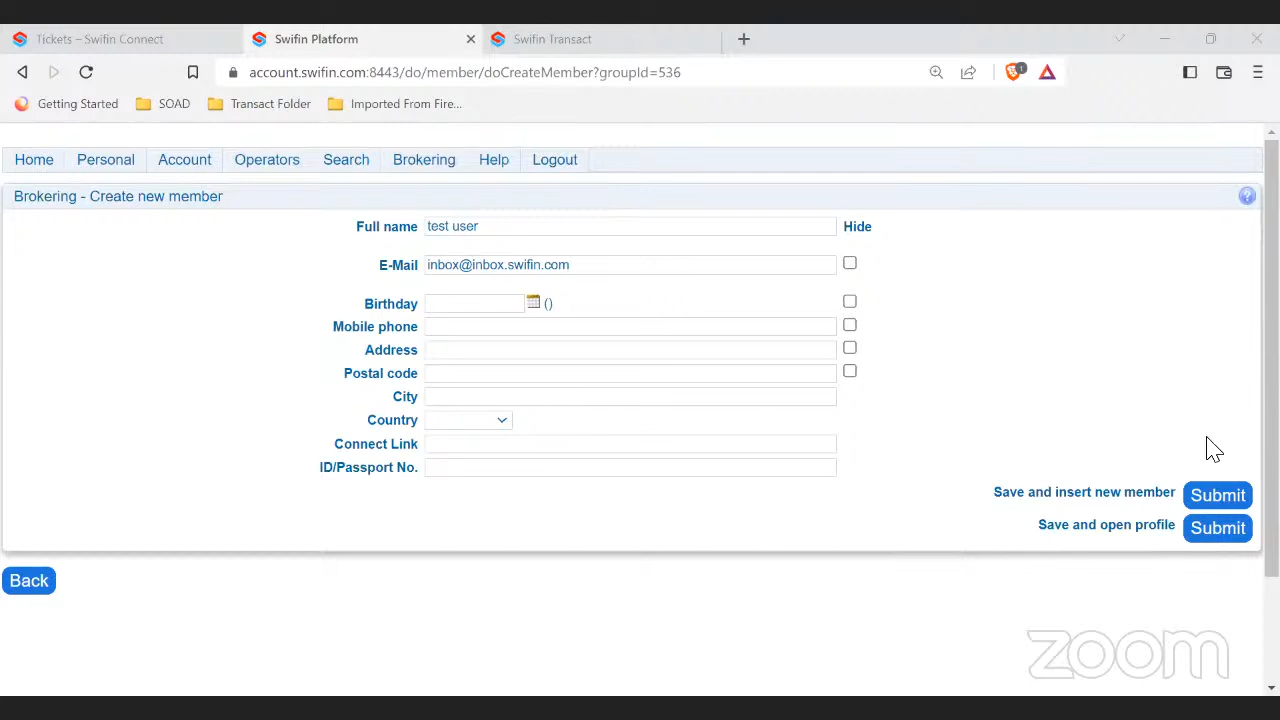 Tickets – Swifin Connect
Swifin Platform
Swifin Transact
account.swifin.com:8443/do/member/doCreateMember?groupId=536
1
Getting Started
SOAD
Transact Folder
Imported From Fire...
Home
Personal
Account
Operators
Search
Brokering
Help
Logout
Brokering - Create new member
?
Full name test user Hide
E-Mail inbox@inbox.swifin.com
Birthday ()
Mobile phone
Address
Postal code
City
Country
Connect Link
ID/Passport No.
Save and insert new member Submit
Save and open profile Submit
Back
zoom